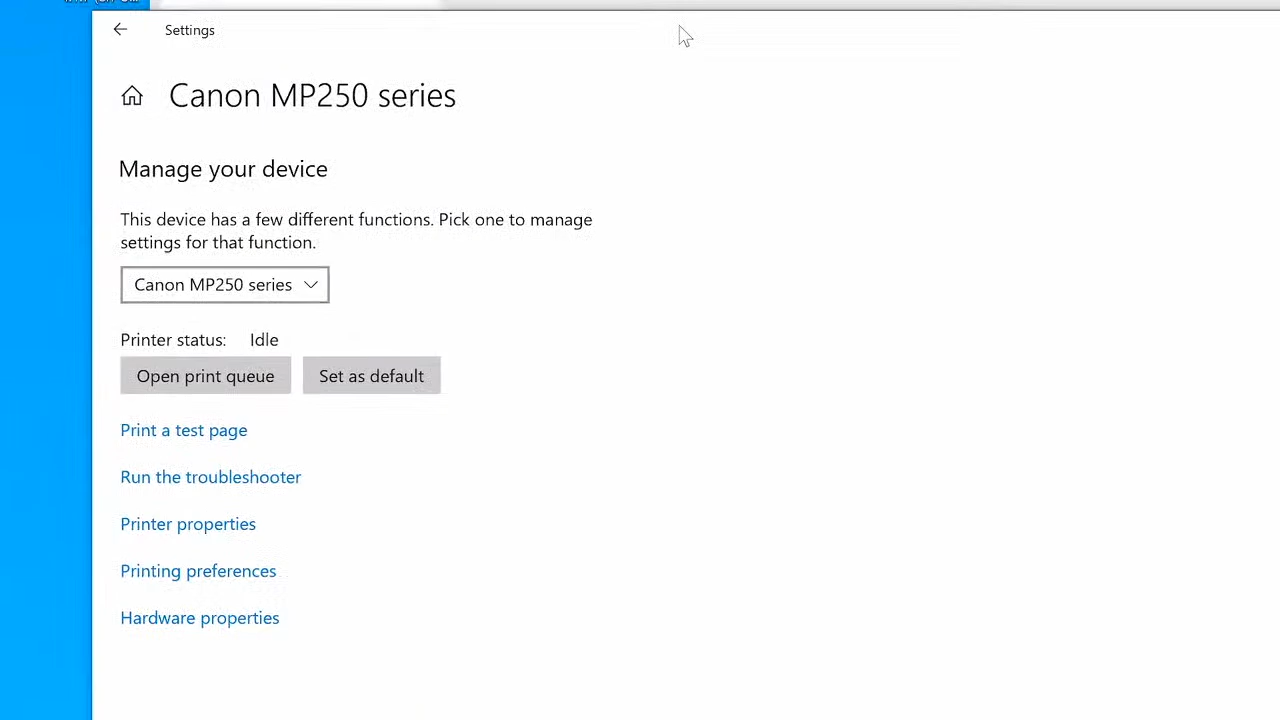 Settings
Canon MP250 series
Manage your device
This device has a few different functions. Pick one to manage
settings for that function.
Canon MP250 series
Printer status: Idle
Open print queue
Set as default
Print a test page
Run the troubleshooter
Printer properties
Printing preferences
Hardware properties